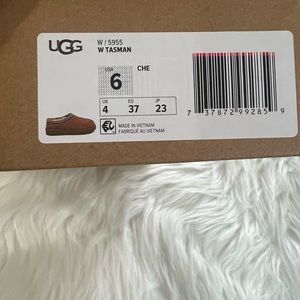 UGG
W / 5955
W TASMAN
USA
6
CHE
UK EU JP
4 37 23
MADE IN VIETNAM
FABRIQUÉ AU VIETNAM
7 37872 99285 9